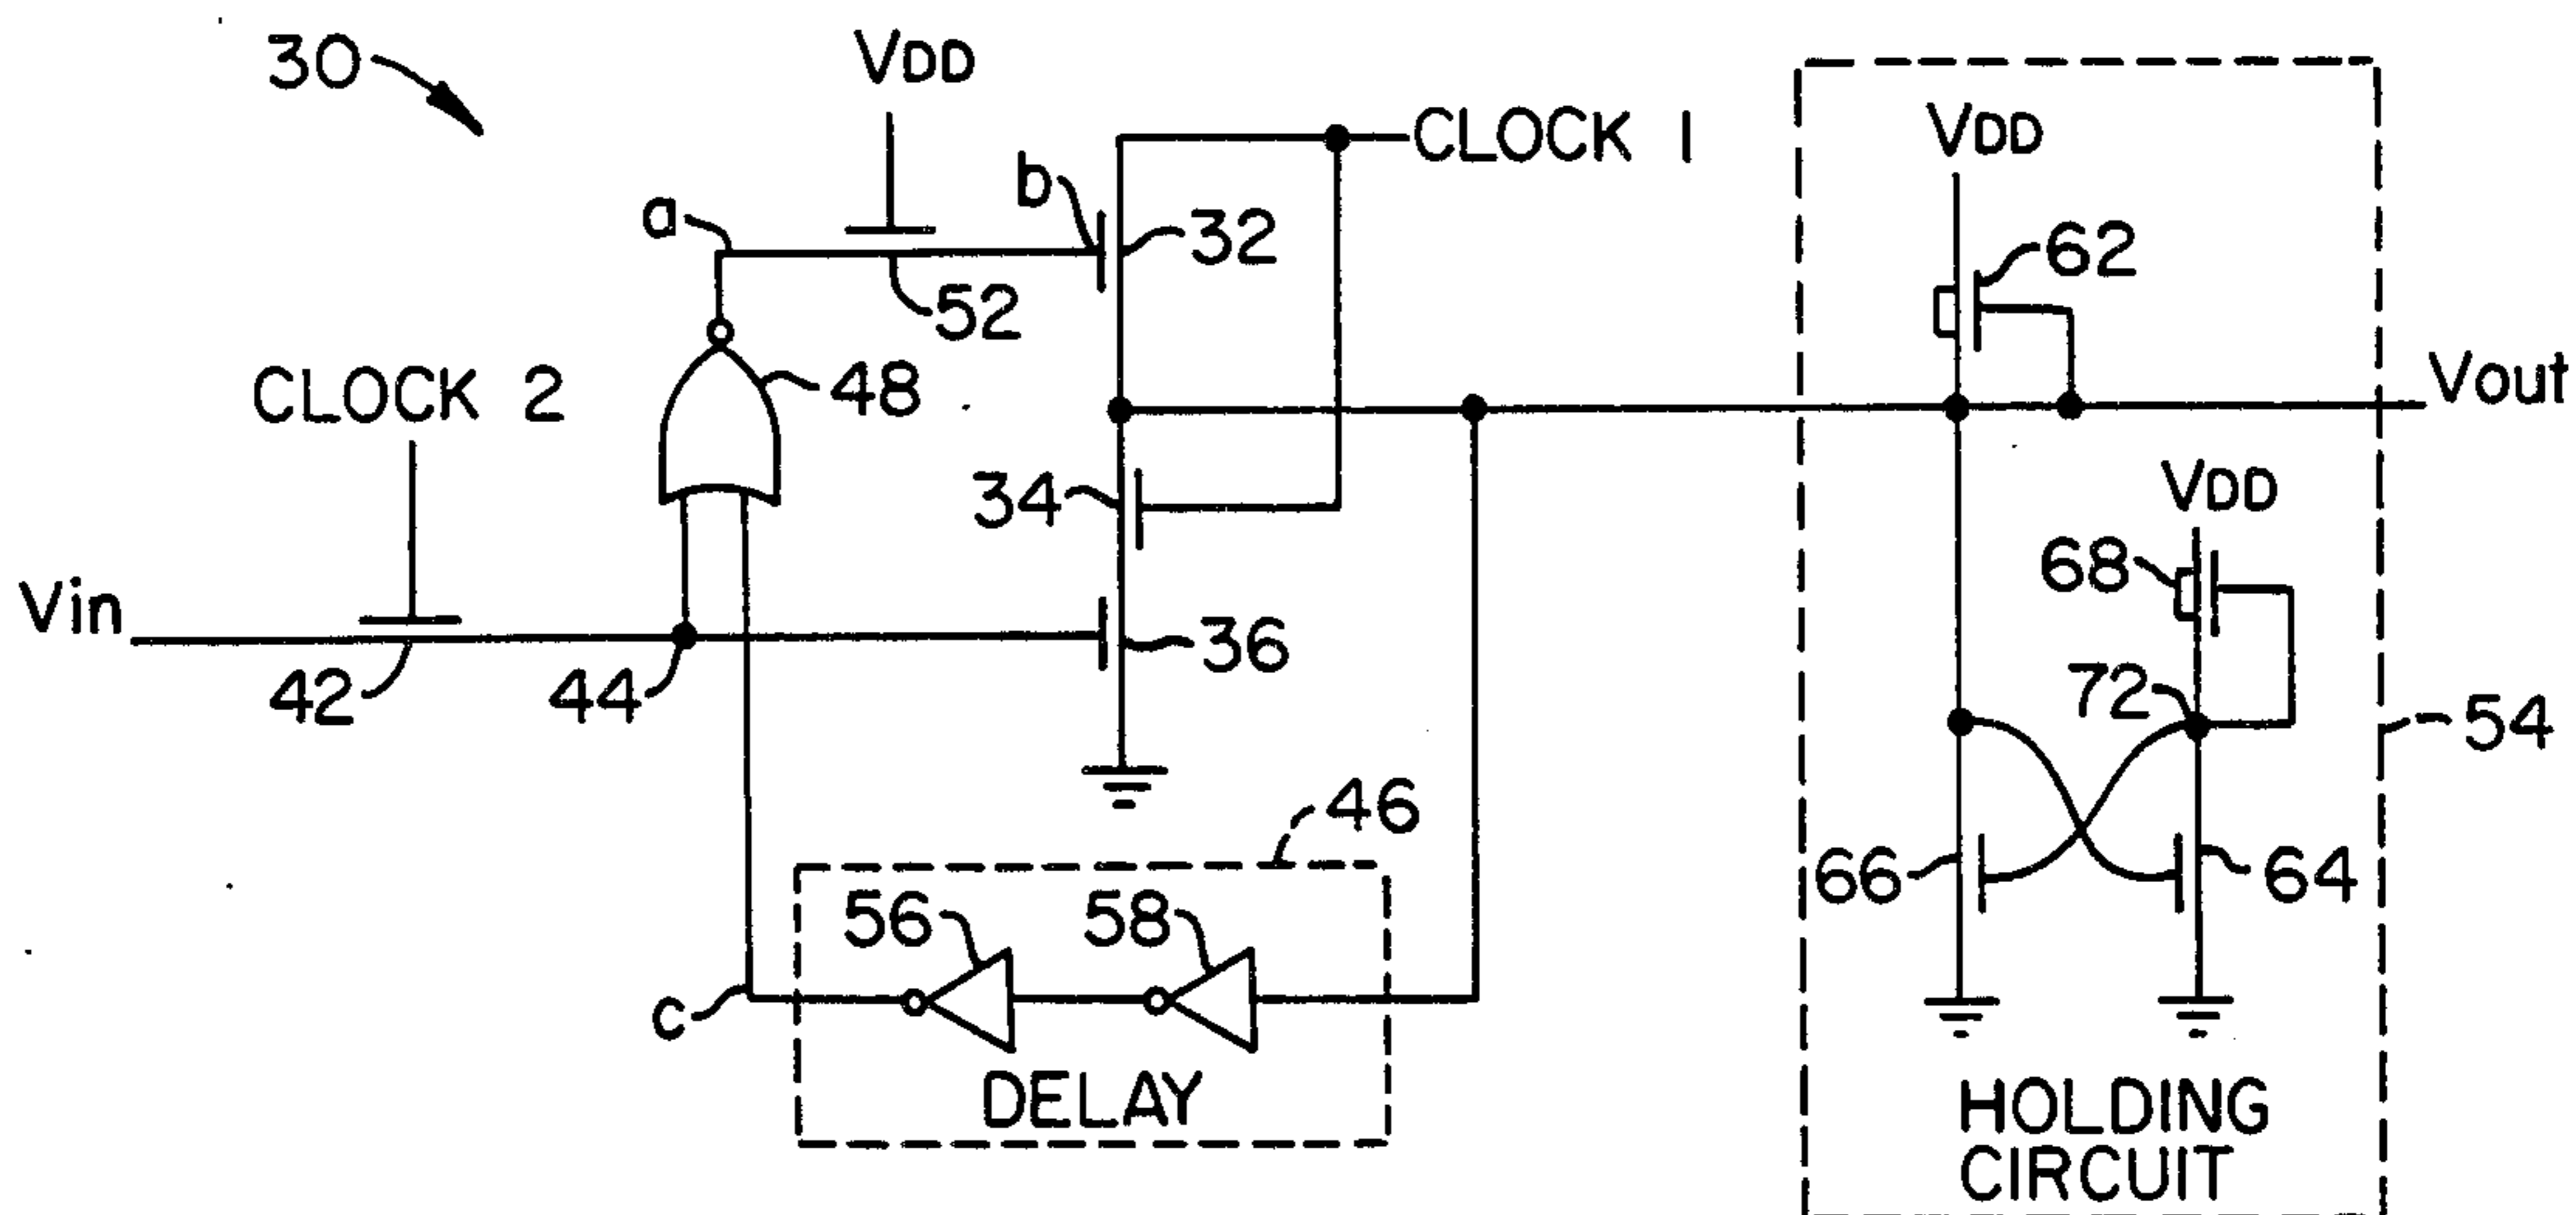 30
VDD
CLOCK 1
VDD
b
a
32
62
52
CLOCK 2
48
Vout
34
VDD
68
Vin
36
42
44
72
54
46
66
64
56
58
c
DELAY
HOLDING
CIRCUIT